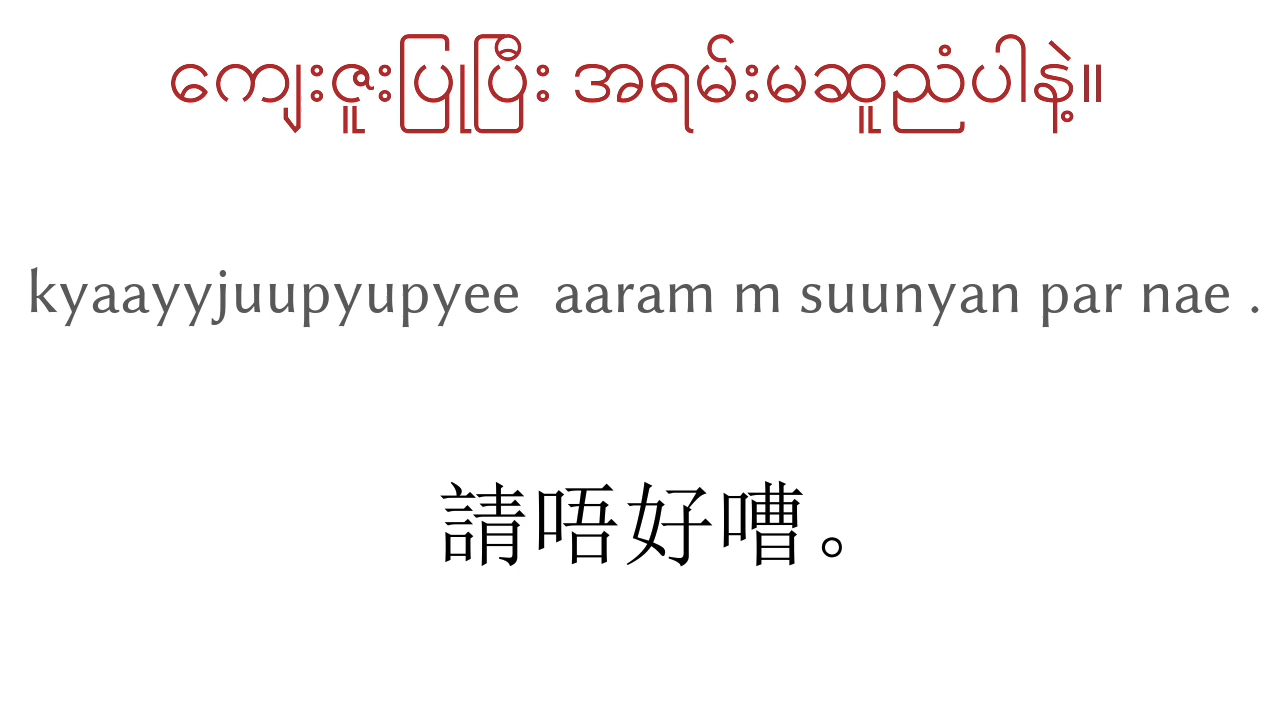 ကျေးဇူးပြုပြီး အရမ်းမဆူညံပါနဲ့။
kyaayyjuupyupyee aaram m suunyan par nae .
請唔好嘈。